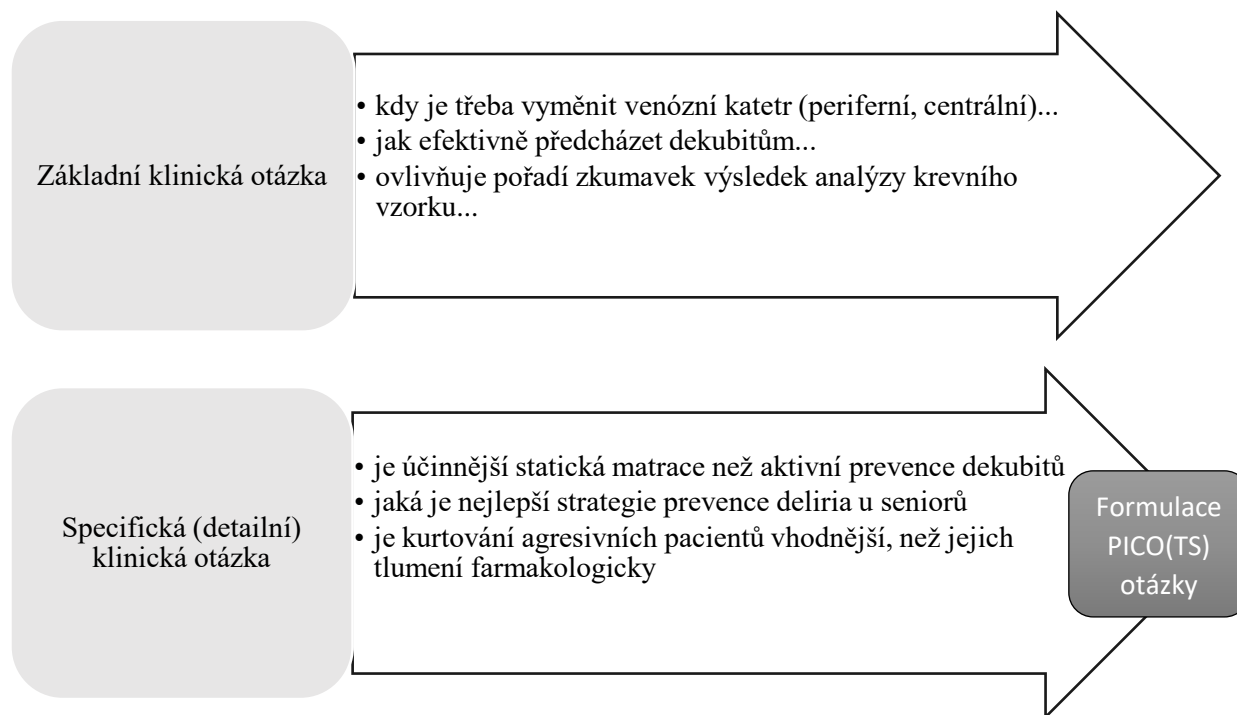 Základní klinická otázka
• kdy je třeba vyměnit venózní katetr (periferní, centrální)...
• jak efektivně předcházet dekubitům...
• ovlivňuje pořadí zkumavek výsledek analýzy krevního
vzorku...
Specifická (detailní)
klinická otázka
• je účinnější statická matrace než aktivní prevence dekubitů
• jaká je nejlepší strategie prevence deliria u seniorů
• je kurtování agresivních pacientů vhodnější, než jejich
tlumení farmakologicky
Formulace
PICO(TS)
otázky